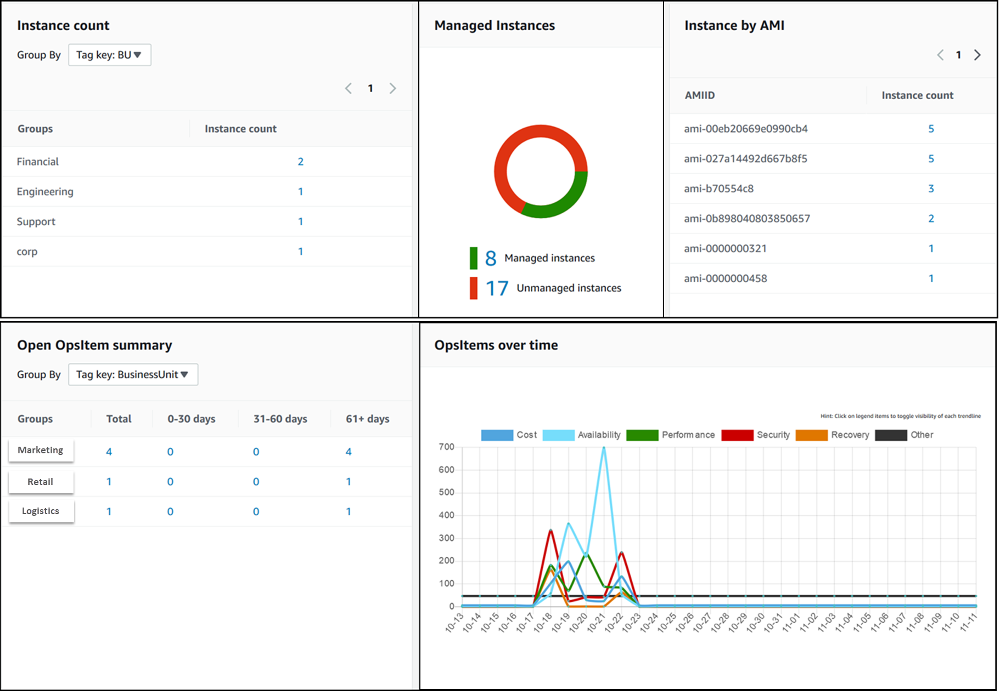 Instance count
Group By Tag key: BU
1
Groups Instance count
Financial 2
Engineering 1
Support 1
corp 1
Managed Instances
8 Managed instances
17 Unmanaged instances
Instance by AMI
1
AMIID Instance count
ami-00eb20669e0990cb4 5
ami-027a14492d667b8f5 5
ami-b70554c8 3
ami-0b898040803850657 2
ami-0000000321 1
ami-0000000458 1
Open OpsItem summary
Group By Tag key: BusinessUnit
Groups Total 0-30 days 31-60 days 61+ days
Marketing 4 0 0 4
Retail 1 0 0 1
Logistics 1 0 0 1
OpsItems over time
Hint: Click on legend items to toggle visibility of each trendline
Cost Availability Performance Security Recovery Other
700
600
500
400
300
200
100
0
10-13 10-14 10-15 10-16 10-17 10-18 10-19 10-20 10-21 10-22 10-23 10-24 10-25 10-26 10-27 10-28 10-29 10-30 10-31 11-01 11-02 11-03 11-04 11-05 11-06 11-07 11-08 11-09 11-10 11-11